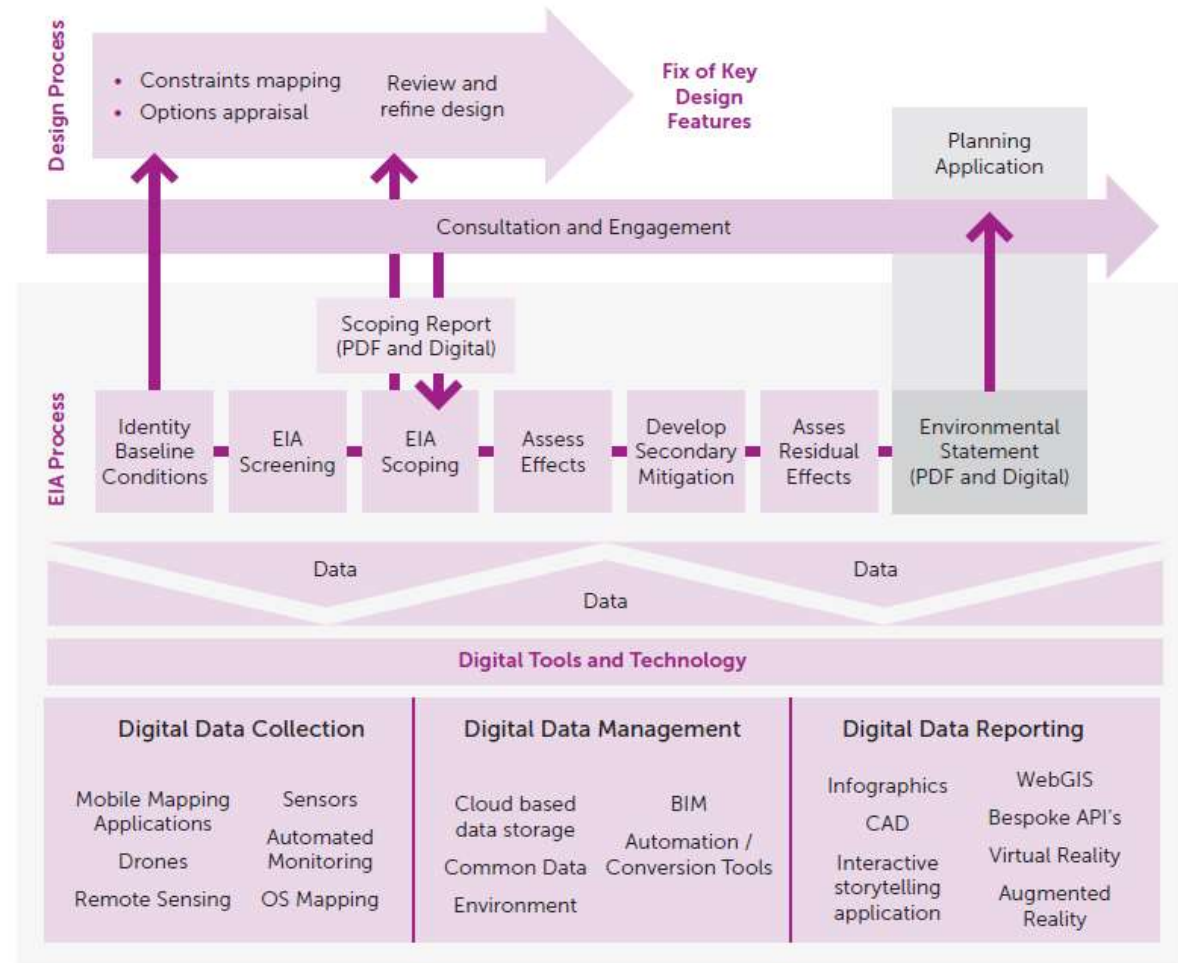 Design Process
• Constraints mapping
• Options appraisal
Review and
refine design
Fix of Key
Design
Features
Planning
Application
Consultation and Engagement
Scoping Report
(PDF and Digital)
EIA Process
Identity
Baseline
Conditions
EIA
Screening
EIA
Scoping
Assess
Effects
Develop
Secondary
Mitigation
Asses
Residual
Effects
Environmental
Statement
(PDF and Digital)
Data
Data
Data
Digital Tools and Technology
Digital Data Collection
Mobile Mapping
Applications
Drones
Remote Sensing
Sensors
Automated
Monitoring
OS Mapping
Digital Data Management
Cloud based
data storage
Common Data
Environment
BIM
Automation /
Conversion Tools
Digital Data Reporting
Infographics
CAD
Interactive
storytelling
application
WebGIS
Bespoke API's
Virtual Reality
Augmented
Reality